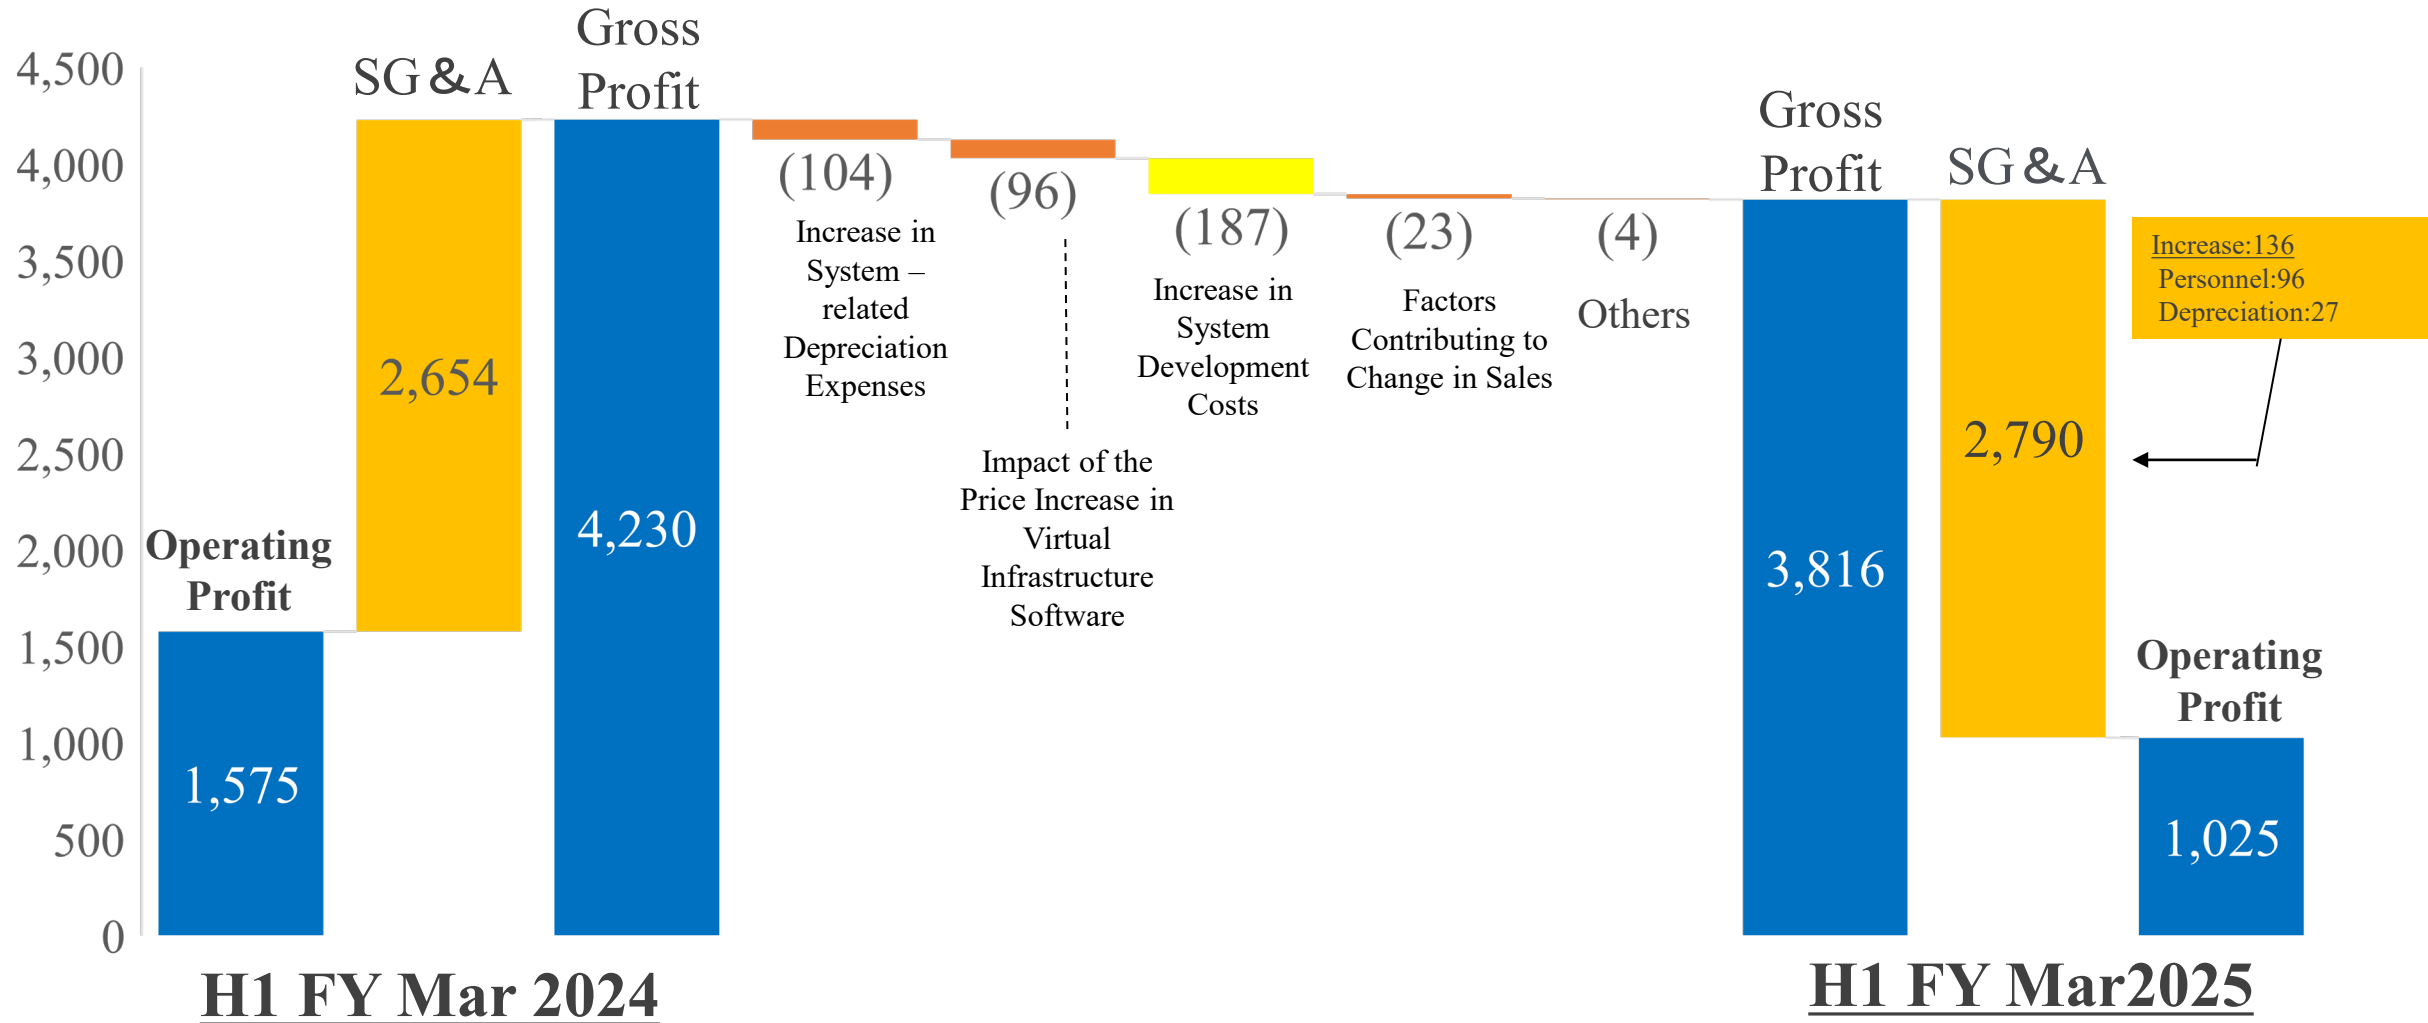 4,500
4,000
3,500
3,000
2,500
2,000
1,500
1,000
500
0
Operating
Profit
1,575
SG&A
2,654
Gross
Profit
4,230
(104)
Increase in
System –
related
Depreciation
Expenses
(96)
Impact of the
Price Increase in
Virtual
Infrastructure
Software
(187)
Increase in
System
Development
Costs
(23)
Factors
Contributing to
Change in Sales
(4)
Others
Gross
Profit
3,816
SG&A
2,790
Increase:136
Personnel:96
Depreciation:27
Operating
Profit
1,025
H1 FY Mar 2024
H1 FY Mar2025